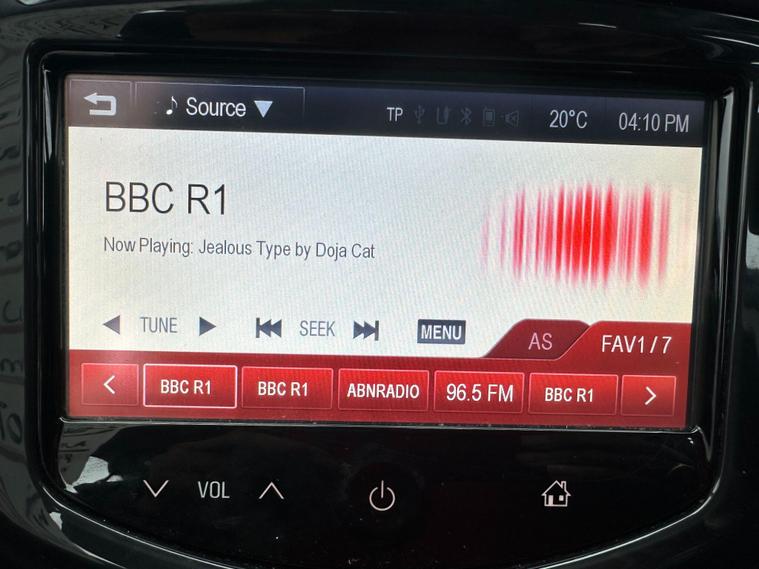 Source
TP
20°C
04:10 PM
BBC R1
Now Playing: Jealous Type by Doja Cat
TUNE
SEEK
MENU
AS
FAV1/7
BBC R1
BBC R1
ABNRADIO
96.5 FM
BBC R1
VOL